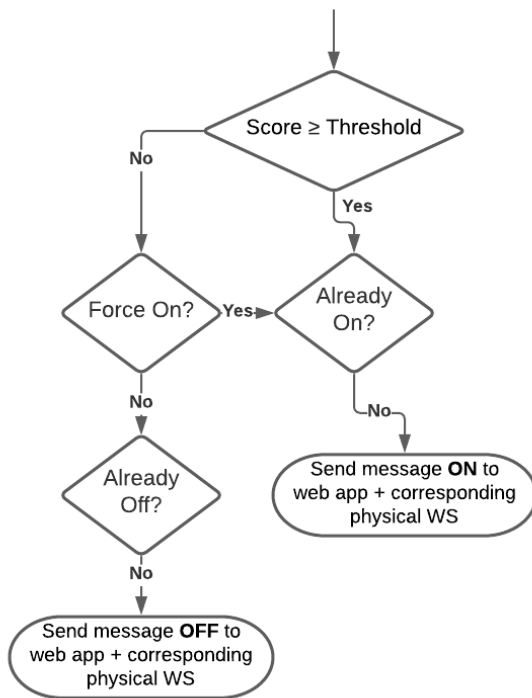 Score ≥ Threshold
No
Yes
Force On?
Yes
Already
On?
No
No
Already
Off?
Send message ON to
web app + corresponding
physical WS
No
Send message OFF to
web app + corresponding
physical WS